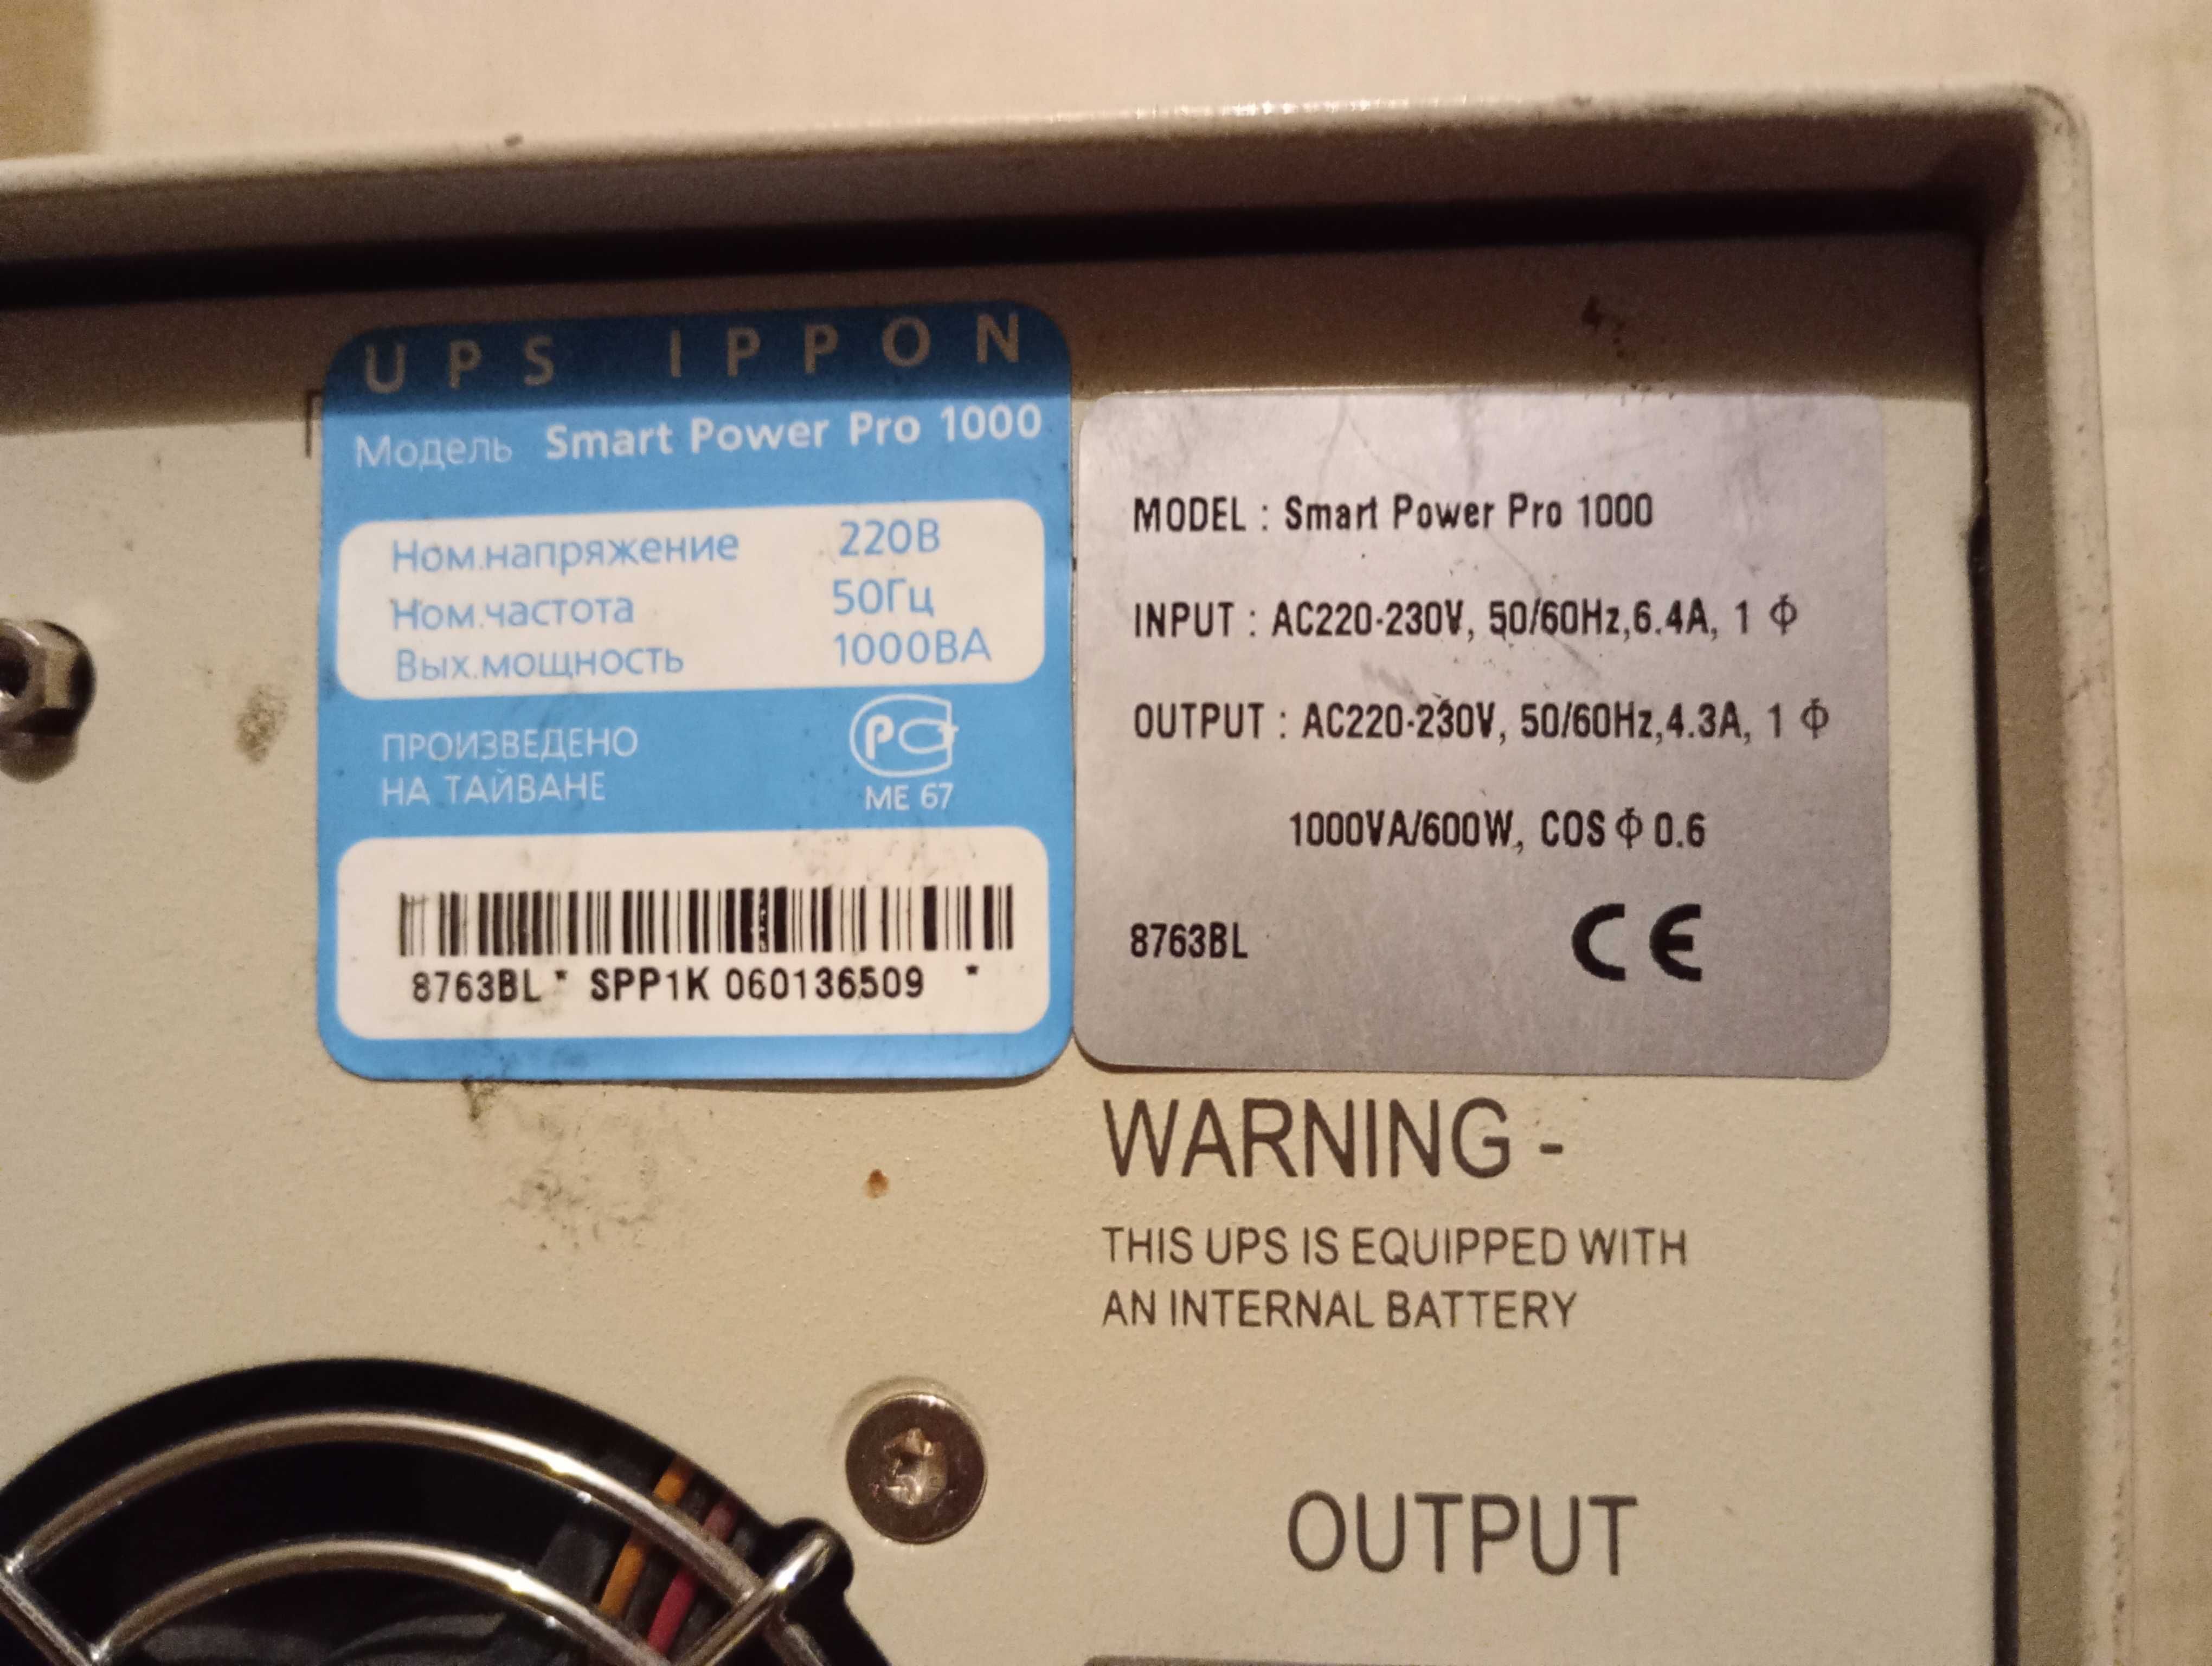 UPS IPPON
Модель Smart Power Pro 1000
Ном.напряжение 220В
Ном.частота 50Гц
Вых.мощность 1000ВА
ПРОИЗВЕДЕНО
НА ТАЙВАНЕ
РС
МЕ 67
8763BL * SPP1K 060136509 *
MODEL : Smart Power Pro 1000
INPUT : AC220-230V, 50/60Hz,6.4A, 1 Φ
OUTPUT : AC220-230V, 50/60Hz,4.3A, 1 Φ
1000VA/600W, COS Φ 0.6
8763BL CE
WARNING -
THIS UPS IS EQUIPPED WITH
AN INTERNAL BATTERY
OUTPUT